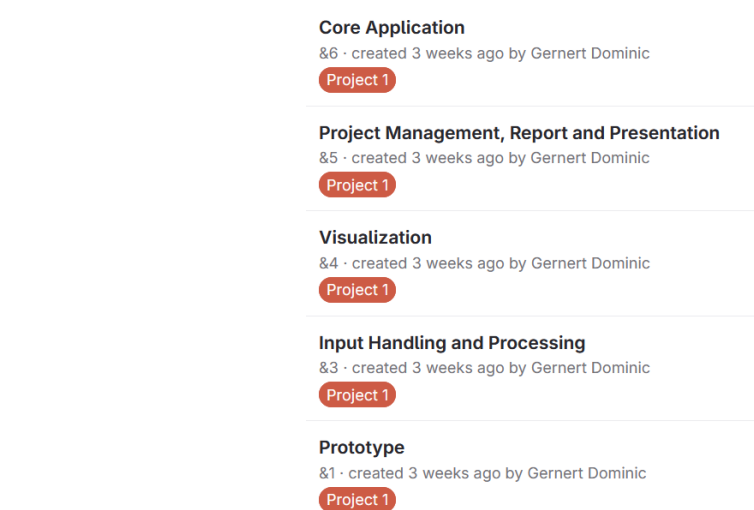 Core Application
&6 · created 3 weeks ago by Gernert Dominic
Project 1
Project Management, Report and Presentation
&5 · created 3 weeks ago by Gernert Dominic
Project 1
Visualization
&4 · created 3 weeks ago by Gernert Dominic
Project 1
Input Handling and Processing
&3 · created 3 weeks ago by Gernert Dominic
Project 1
Prototype
&1 · created 3 weeks ago by Gernert Dominic
Project 1